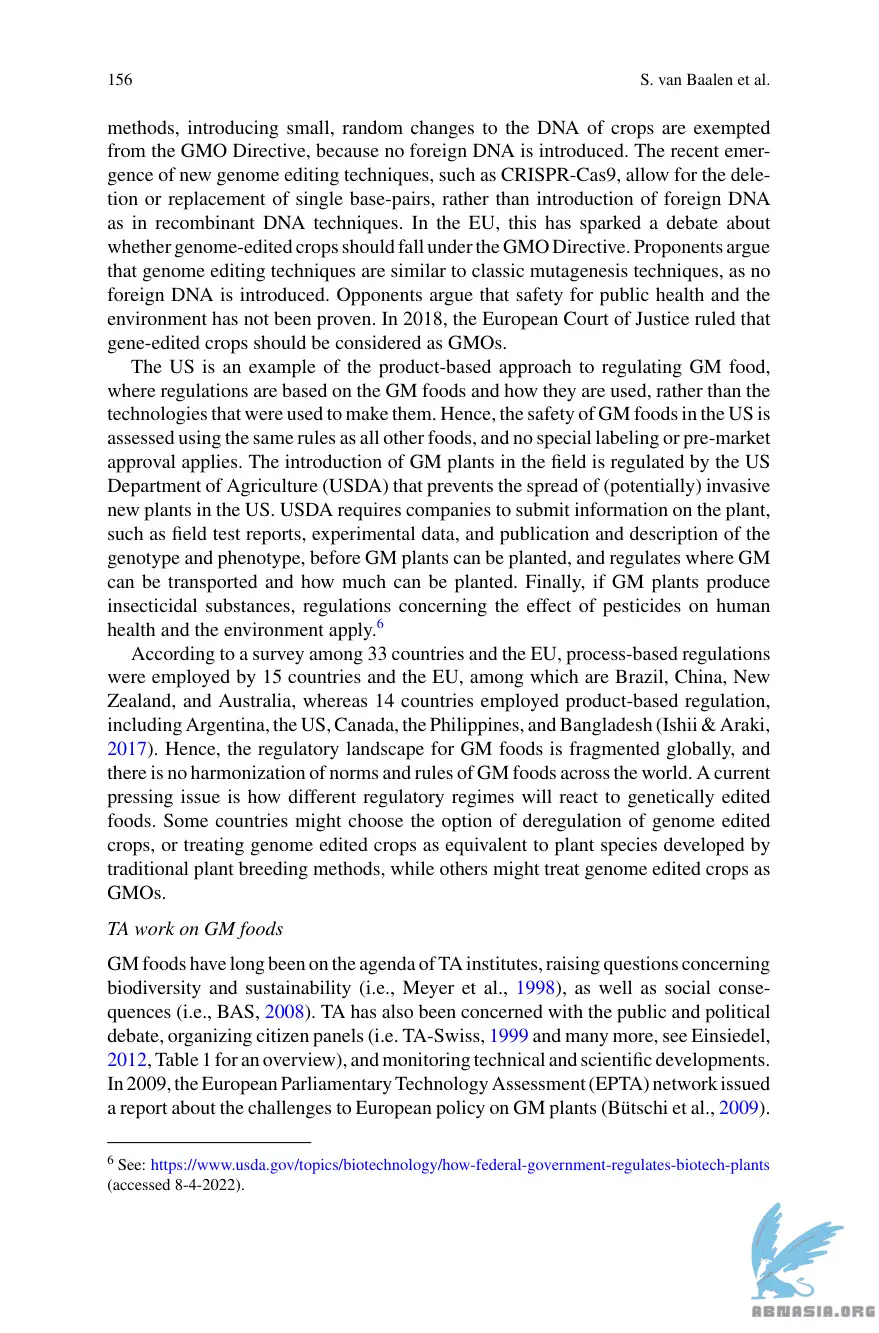 156
S. van Baalen et al.
methods, introducing small, random changes to the DNA of crops are exempted
from the GMO Directive, because no foreign DNA is introduced. The recent emer-
gence of new genome editing techniques, such as CRISPR-Cas9, allow for the dele-
tion or replacement of single base-pairs, rather than introduction of foreign DNA
as in recombinant DNA techniques. In the EU, this has sparked a debate about
whether genome-edited crops should fall under the GMO Directive. Proponents argue
that genome editing techniques are similar to classic mutagenesis techniques, as no
foreign DNA is introduced. Opponents argue that safety for public health and the
environment has not been proven. In 2018, the European Court of Justice ruled that
gene-edited crops should be considered as GMOs.
The US is an example of the product-based approach to regulating GM food,
where regulations are based on the GM foods and how they are used, rather than the
technologies that were used to make them. Hence, the safety of GM foods in the US is
assessed using the same rules as all other foods, and no special labeling or pre-market
approval applies. The introduction of GM plants in the field is regulated by the US
Department of Agriculture (USDA) that prevents the spread of (potentially) invasive
new plants in the US. USDA requires companies to submit information on the plant,
such as field test reports, experimental data, and publication and description of the
genotype and phenotype, before GM plants can be planted, and regulates where GM
can be transported and how much can be planted. Finally, if GM plants produce
insecticidal substances, regulations concerning the effect of pesticides on human
health and the environment apply.6
According to a survey among 33 countries and the EU, process-based regulations
were employed by 15 countries and the EU, among which are Brazil, China, New
Zealand, and Australia, whereas 14 countries employed product-based regulation,
including Argentina, the US, Canada, the Philippines, and Bangladesh (Ishii & Araki,
2017). Hence, the regulatory landscape for GM foods is fragmented globally, and
there is no harmonization of norms and rules of GM foods across the world. A current
pressing issue is how different regulatory regimes will react to genetically edited
foods. Some countries might choose the option of deregulation of genome edited
crops, or treating genome edited crops as equivalent to plant species developed by
traditional plant breeding methods, while others might treat genome edited crops as
GMOs.
TA work on GM foods
GM foods have long been on the agenda of TA institutes, raising questions concerning
biodiversity and sustainability (i.e., Meyer et al., 1998), as well as social conse-
quences (i.e., BAS, 2008). TA has also been concerned with the public and political
debate, organizing citizen panels (i.e. TA-Swiss, 1999 and many more, see Einsiedel,
2012, Table 1 for an overview), and monitoring technical and scientific developments.
In 2009, the European Parliamentary Technology Assessment (EPTA) network issued
a report about the challenges to European policy on GM plants (Bütschi et al., 2009).
6 See: https://www.usda.gov/topics/biotechnology/how-federal-government-regulates-biotech-plants
(accessed 8-4-2022).
ABNASIA.ORG